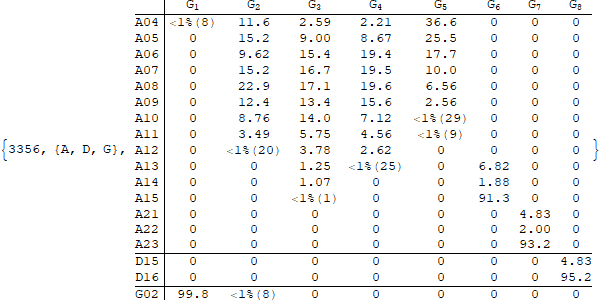 G1 G2 G3 G4 G5 G6 G7 G8
A04 <1%(8) 11.6 2.59 2.21 36.6 0 0 0
A05 0 15.2 9.00 8.67 25.5 0 0 0
A06 0 9.62 15.4 19.4 17.7 0 0 0
A07 0 15.2 16.7 19.5 10.0 0 0 0
A08 0 22.9 17.1 19.6 6.56 0 0 0
A09 0 12.4 13.4 15.6 2.56 0 0 0
A10 0 8.76 14.0 7.12 <1%(29) 0 0 0
A11 0 3.49 5.75 4.56 <1%(9) 0 0 0
{3356, {A, D, G}, A12 0 <1%(20) 3.78 2.62 0 0 0 0 }
A13 0 0 1.25 <1%(25) 0 6.82 0 0
A14 0 0 1.07 0 0 1.88 0 0
A15 0 0 <1%(1) 0 0 91.3 0 0
A21 0 0 0 0 0 0 4.83 0
A22 0 0 0 0 0 0 2.00 0
A23 0 0 0 0 0 0 93.2 0
D15 0 0 0 0 0 0 0 4.83
D16 0 0 0 0 0 0 0 95.2
G02 99.8 <1%(8) 0 0 0 0 0 0